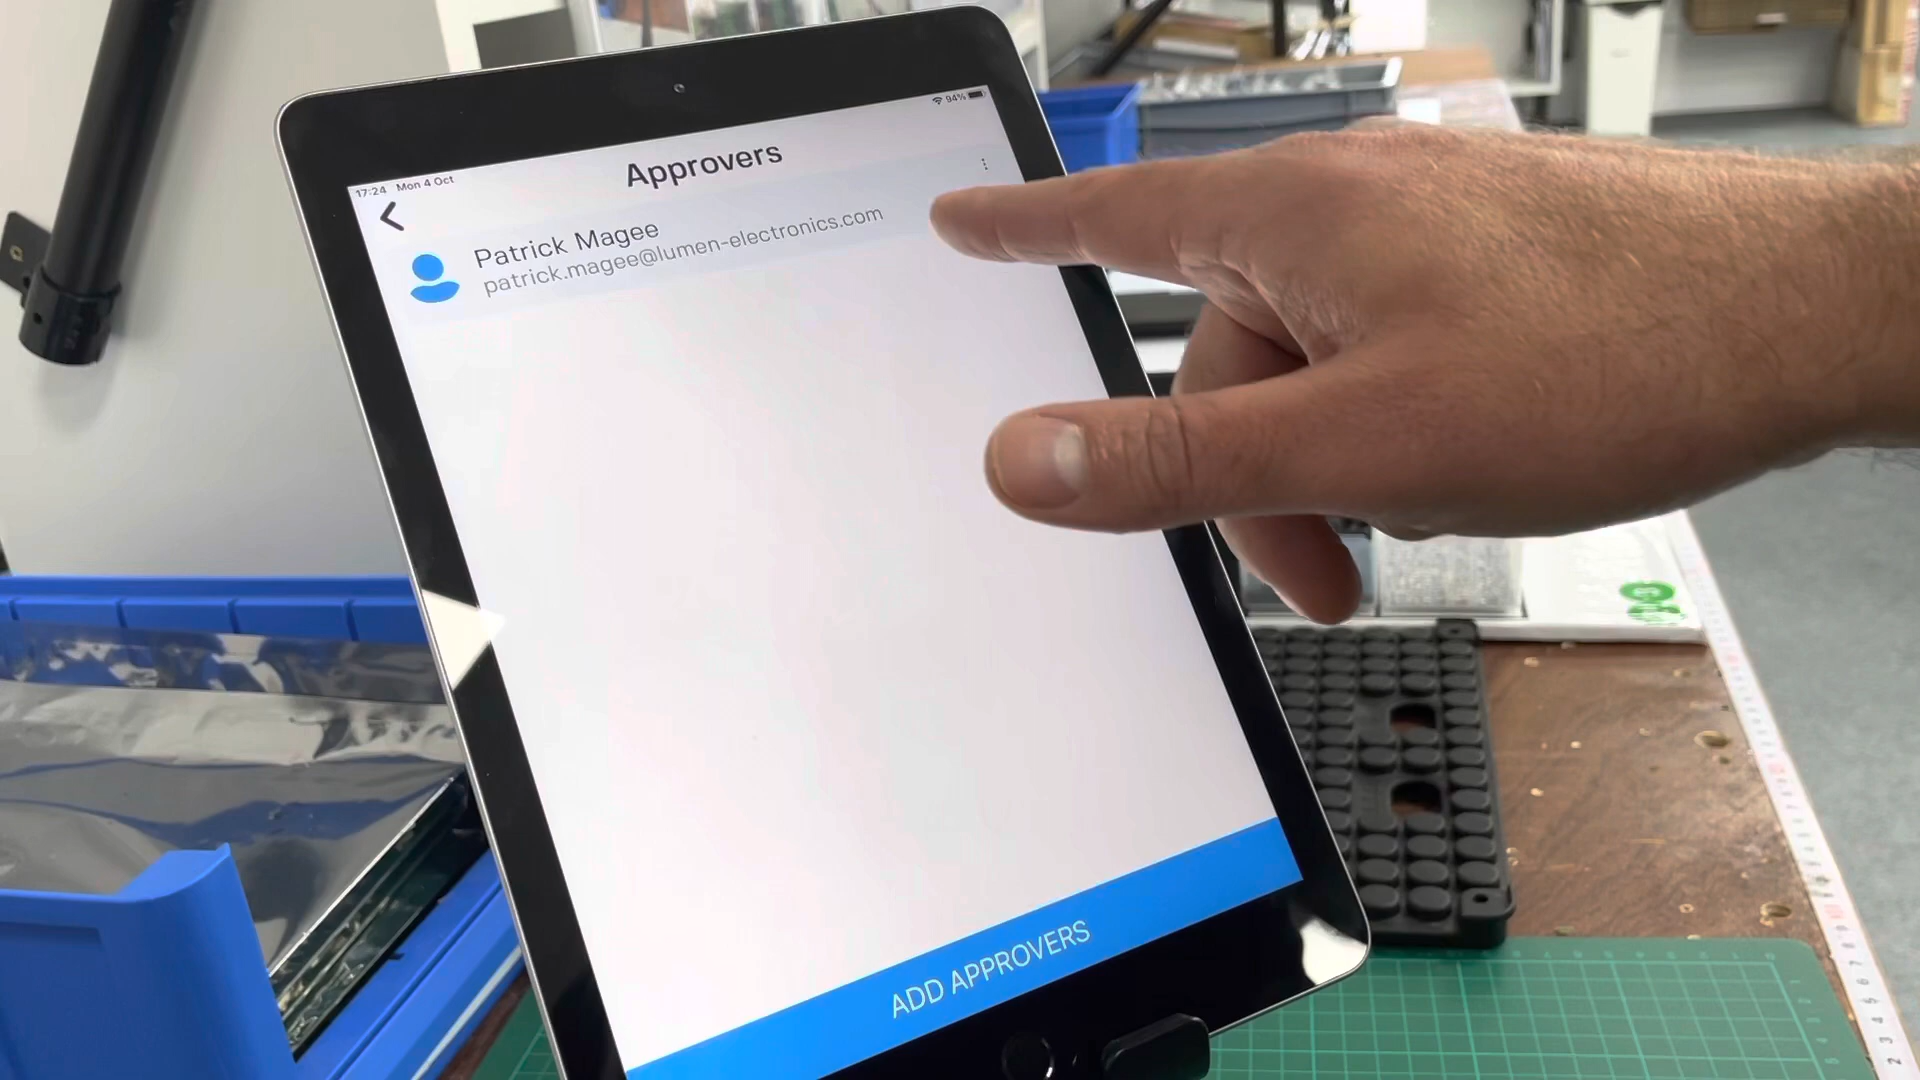 17:24 Mon 4 Oct
94%
Approvers
Patrick Magee
patrick.magee@lumen-electronics.com
ADD APPROVERS